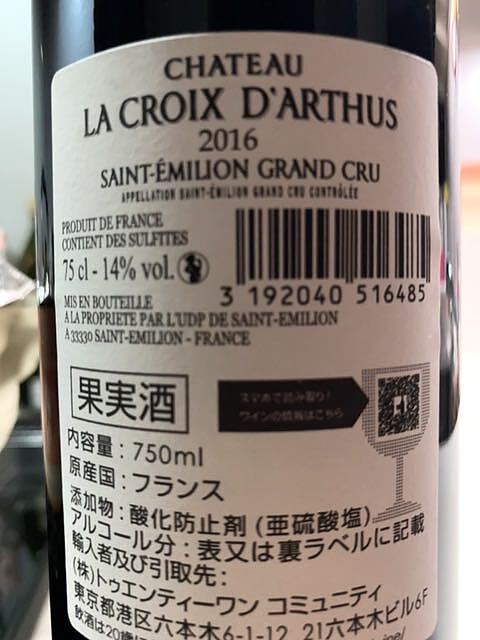 CHATEAU
LA CROIX D'ARTHUS
2016
SAINT-ÉMILION GRAND CRU
APPELLATION SAINT-ÉMILION GRAND CRU CONTRÔLÉE
PRODUIT DE FRANCE
CONTIENT DES SULFITES
75 cl - 14% vol.
3 192040 516485
MIS EN BOUTEILLE
A LA PROPRIETE PAR L'UDP DE SAINT-EMILION
A 33330 SAINT-EMILION - FRANCE
果実酒
スマホで読み取り!
ワインの情報はこちら
内容量：750ml
原産国：フランス
添加物：酸化防止剤 (亜硫酸塩)
アルコール分：表又は裏ラベルに記載
輸入者及び引取先：
(株)トゥエンティーワン コミュニティ
東京都港区六本木6-1-12 21六本木ビル6F
飲酒は20歳